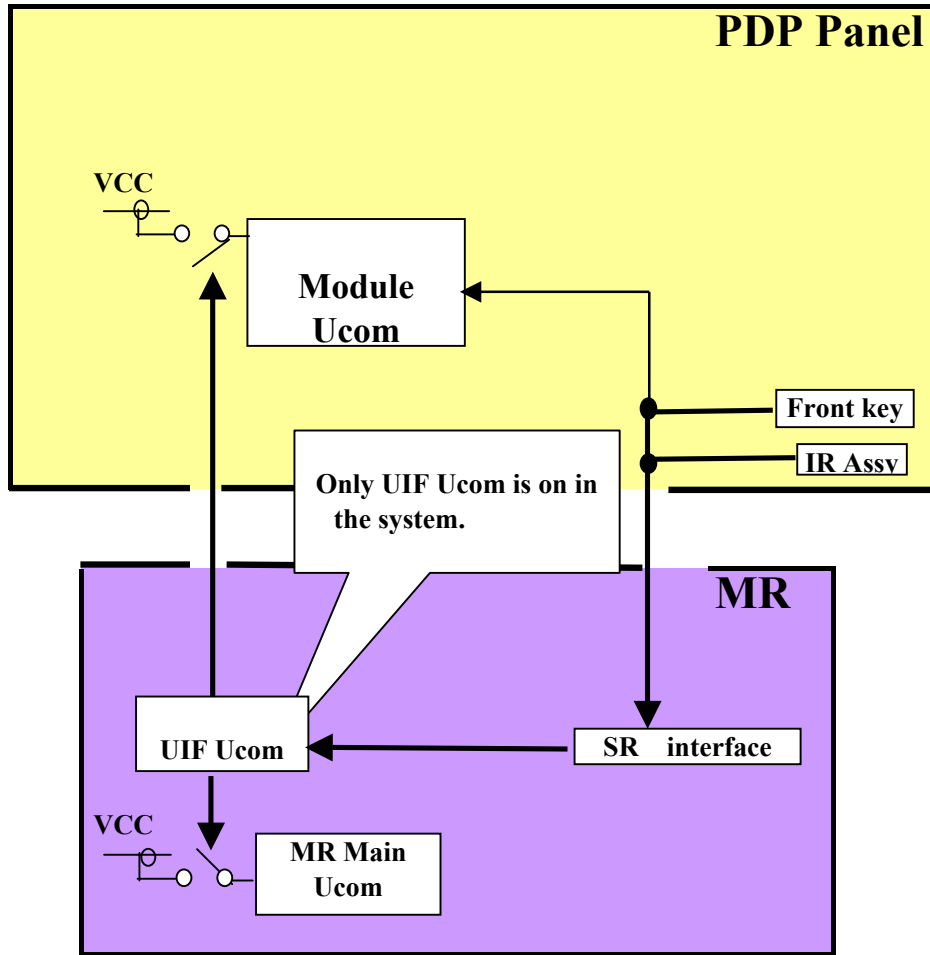 PDP Panel
VCC
Module
Ucom
Front key
IR Assy
Only UIF Ucom is on in
the system.
MR
UIF Ucom
SR interface
VCC
MR Main
Ucom